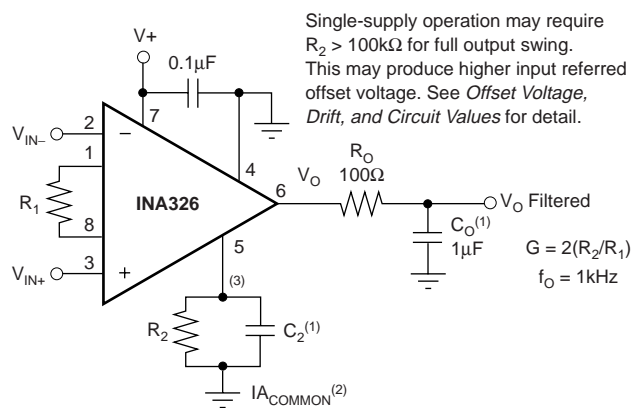 Single-supply operation may require
R2 > 100kΩ for full output swing.
This may produce higher input referred
offset voltage. See Offset Voltage,
Drift, and Circuit Values for detail.
V+
0.1µF
7
VIN–
2
–
1
4
R1
INA326
6
VO
RO
100Ω
VO Filtered
8
5
CO(1)
1µF
G = 2(R2/R1)
fO = 1kHz
VIN+
3
+
(3)
R2
C2(1)
IACOMMON(2)